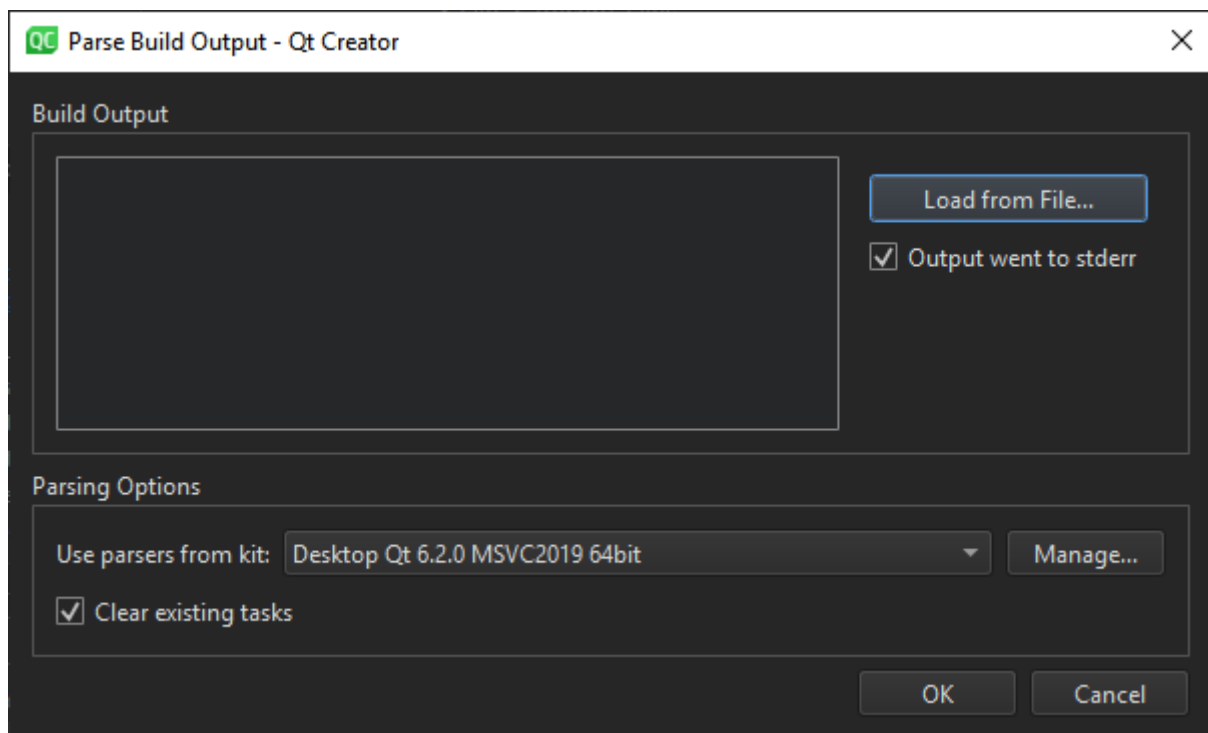 QC Parse Build Output - Qt Creator
Build Output
Load from File...
Output went to stderr
Parsing Options
Use parsers from kit: Desktop Qt 6.2.0 MSVC2019 64bit Manage...
Clear existing tasks
OK Cancel